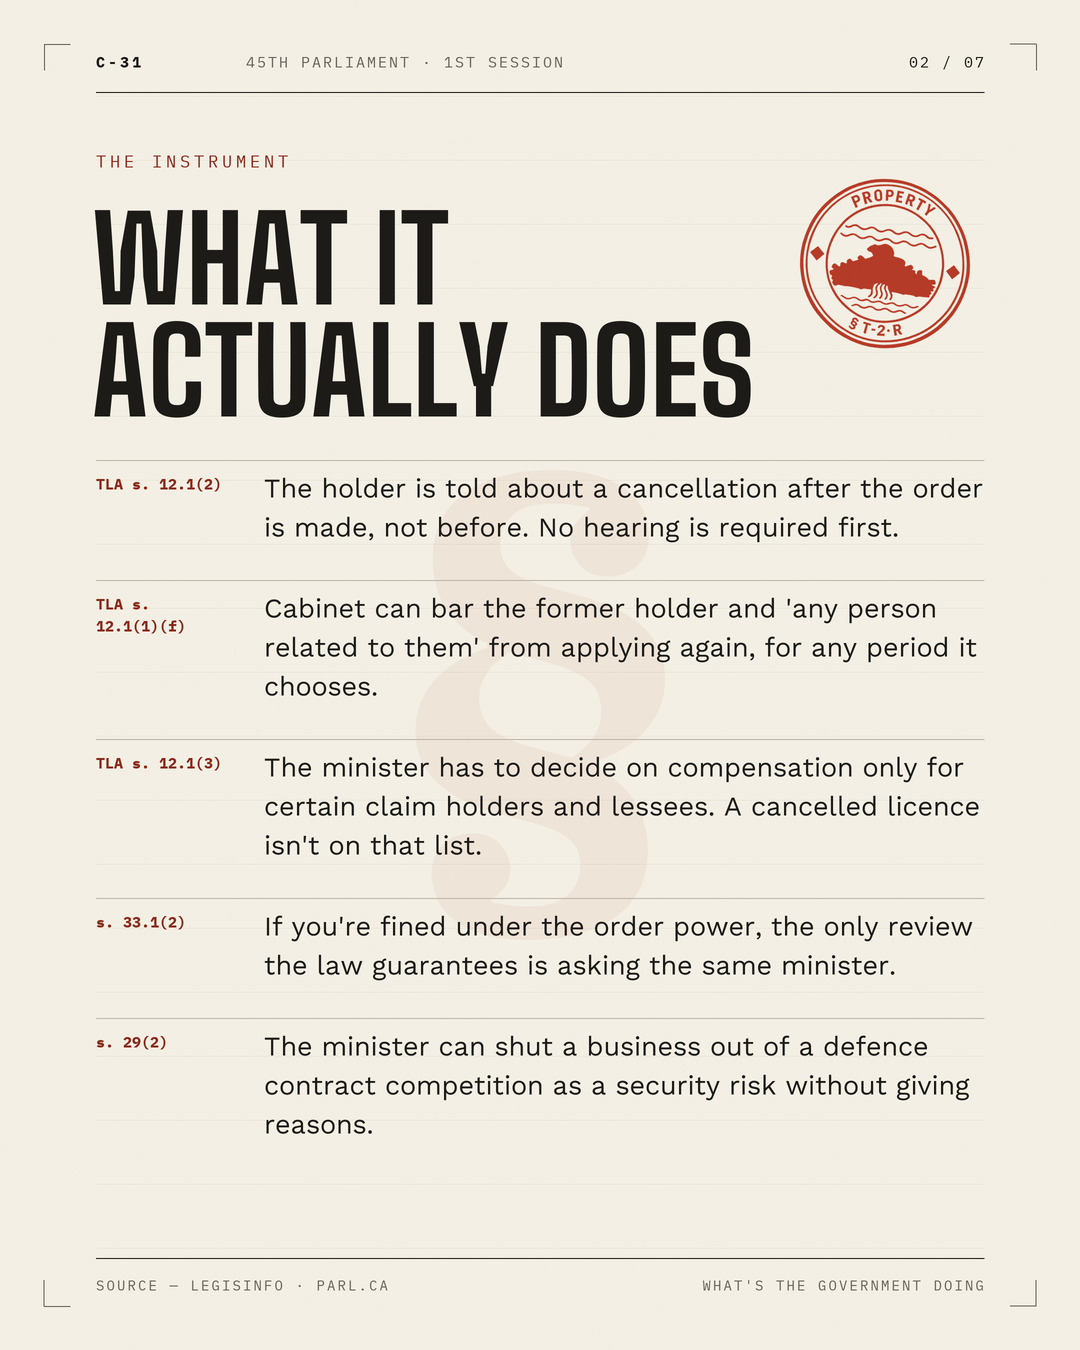 C-31 45TH PARLIAMENT · 1ST SESSION 02 / 07
THE INSTRUMENT
WHAT IT
ACTUALLY DOES
PROPERTY
§ T-2·R
TLA s. 12.1(2)
The holder is told about a cancellation after the order
is made, not before. No hearing is required first.
TLA s.
12.1(1)(f)
Cabinet can bar the former holder and 'any person
related to them' from applying again, for any period it
chooses.
TLA s. 12.1(3)
The minister has to decide on compensation only for
certain claim holders and lessees. A cancelled licence
isn't on that list.
s. 33.1(2)
If you're fined under the order power, the only review
the law guarantees is asking the same minister.
s. 29(2)
The minister can shut a business out of a defence
contract competition as a security risk without giving
reasons.
§
SOURCE — LEGISINFO · PARL.CA WHAT'S THE GOVERNMENT DOING